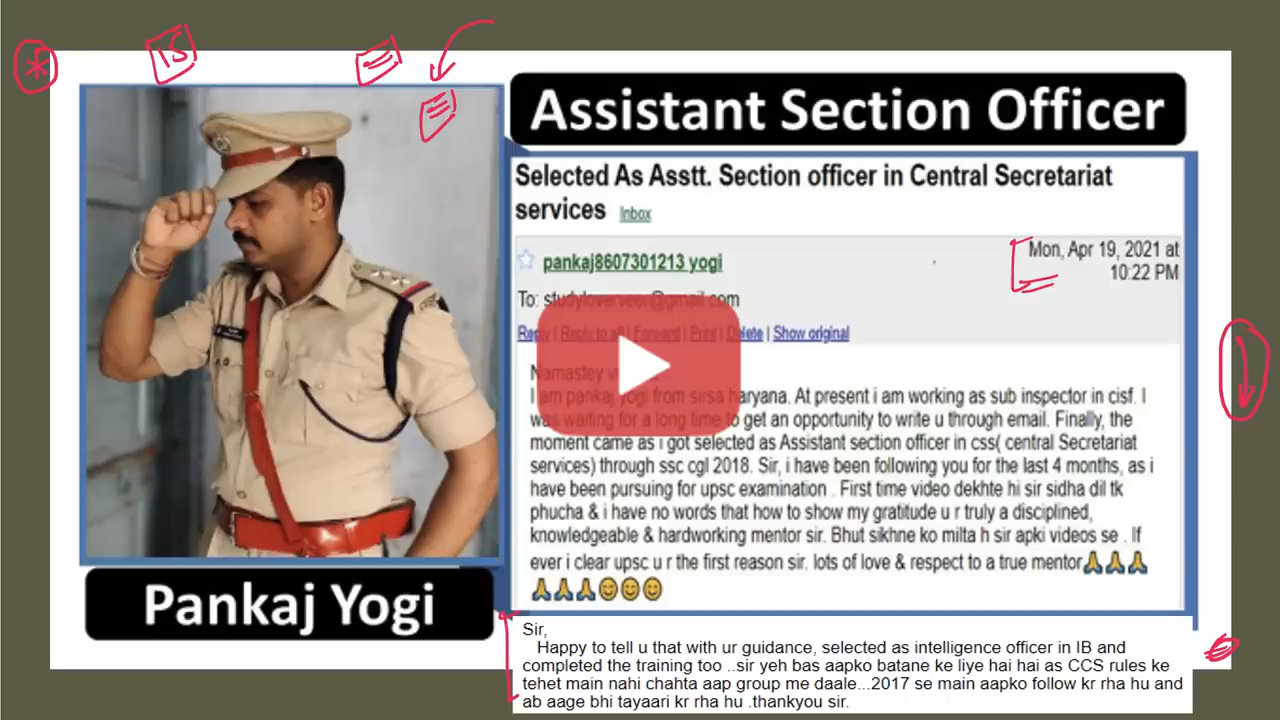 15
Assistant Section Officer
Selected As Asstt. Section officer in Central Secretariat
services Inbox
pankaj8607301213 yogi
Mon, Apr 19, 2021 at
10:22 PM
To: studyloverveer@gmail.com
Reply | Reply to all | Forward | Print | Delete | Show original
Namastey
I am pankaj yogi from sirsa haryana. At present i am working as sub inspector in cisf. I
was waiting for a long time to get an opportunity to write u through email. Finally, the
moment came as i got selected as Assistant section officer in css( central Secretariat
services) through ssc cgl 2018. Sir, i have been following you for the last 4 months, as i
have been pursuing for upsc examination . First time video dekhte hi sir sidha dil tk
phucha & i have no words that how to show my gratitude u r truly a disciplined,
knowledgeable & hardworking mentor sir. Bhut sikhne ko milta h sir apki videos se . If
ever i clear upsc u r the first reason sir. lots of love & respect to a true mentor🙏🙏🙏
🙏🙏🙏😊😊😊
Pankaj Yogi
Sir,
Happy to tell u that with ur guidance, selected as intelligence officer in IB and
completed the training too ..sir yeh bas aapko batane ke liye hai hai as CCS rules ke
tehet main nahi chahta aap group me daale...2017 se main aapko follow kr rha hu and
ab aage bhi tayaari kr rha hu .thankyou sir.